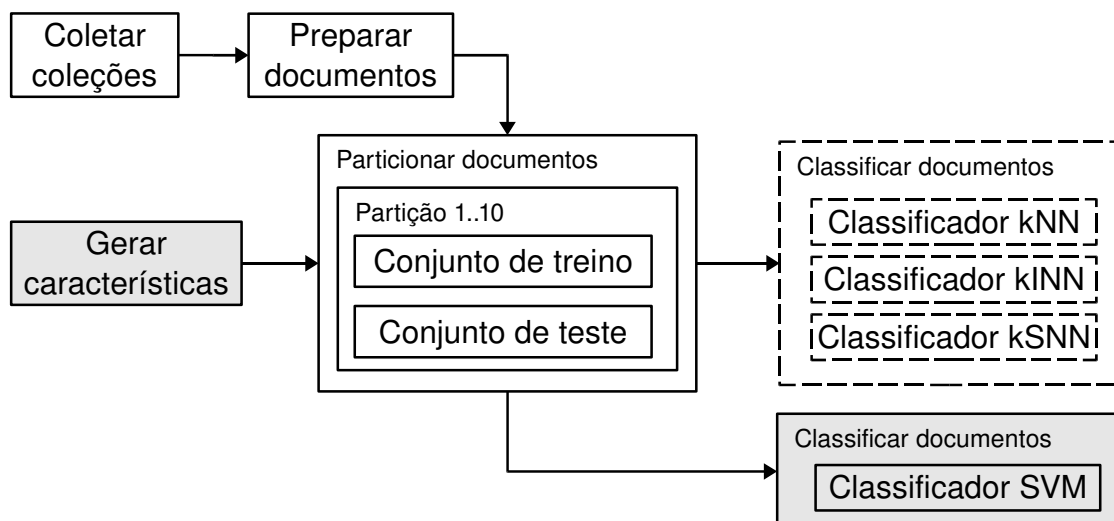 Coletar
coleções
Preparar
documentos
Particionar documentos
Partição 1..10
Conjunto de treino
Conjunto de teste
Gerar
características
Classificar documentos
Classificador kNN
Classificador kINN
Classificador kSNN
Classificar documentos
Classificador SVM